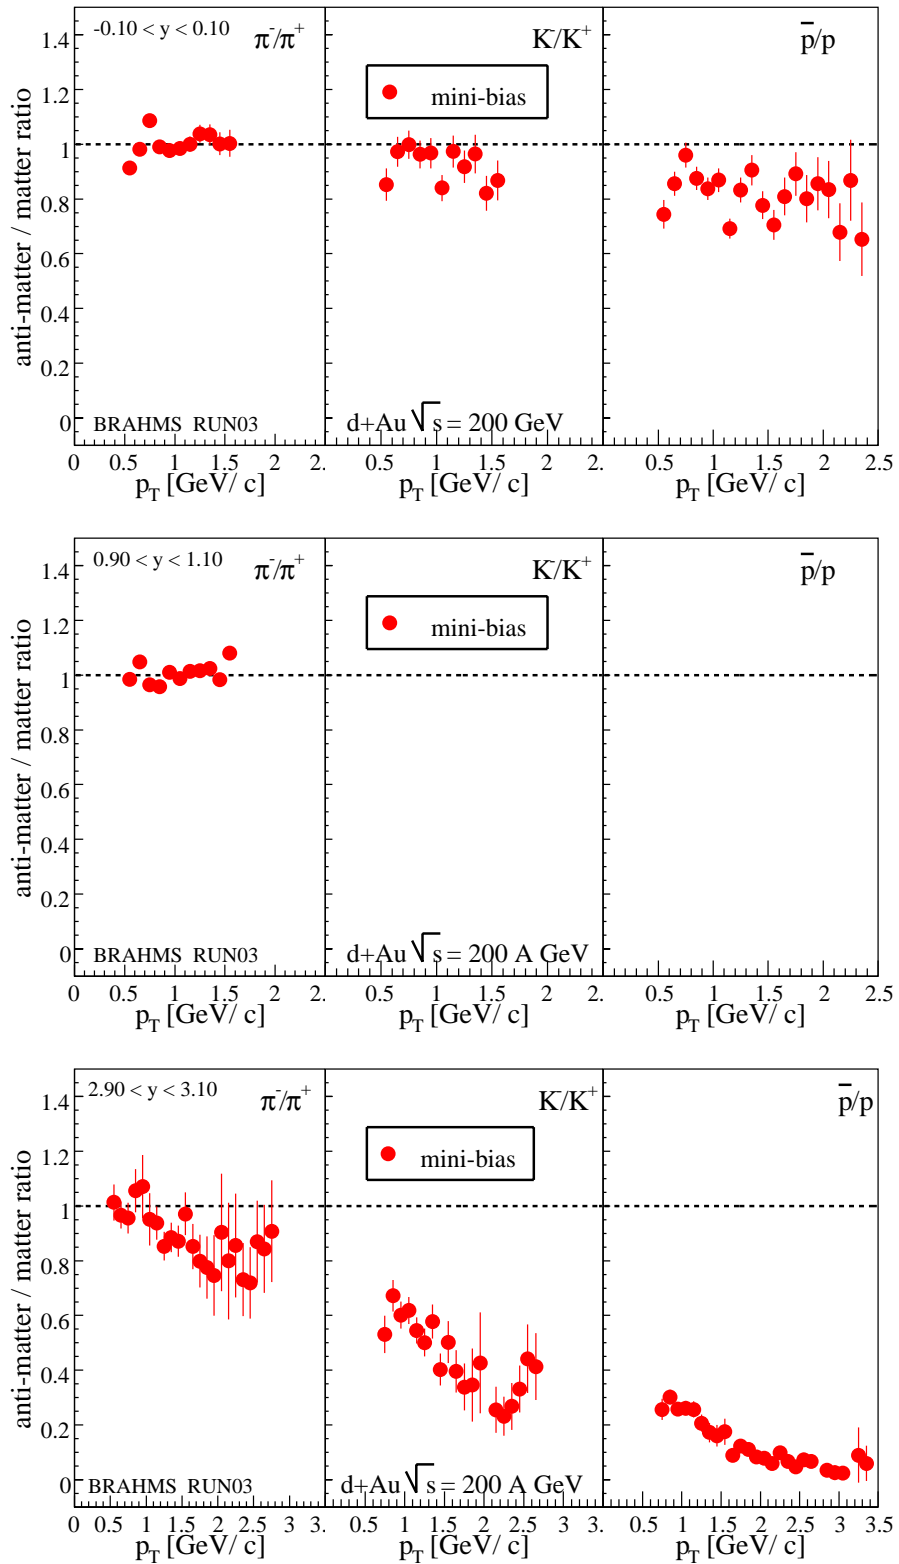 -0.10 < y < 0.10 π⁻/π⁺ K⁻/K⁺ p̅/p
mini-bias
anti-matter / matter ratio
1.4
1.2
1
0.8
0.6
0.4
0.2
0
BRAHMS RUN03 d+Au √s = 200 GeV
0 0.5 1 1.5 2. 0.5 1 1.5 2. 0.5 1 1.5 2 2.5
p_T [GeV/ c] p_T [GeV/ c] p_T [GeV/ c]
0.90 < y < 1.10 π⁻/π⁺ K⁻/K⁺ p̅/p
mini-bias
anti-matter / matter ratio
1.4
1.2
1
0.8
0.6
0.4
0.2
0
BRAHMS RUN03 d+Au √s = 200 A GeV
0 0.5 1 1.5 2. 0.5 1 1.5 2. 0.5 1 1.5 2 2.5
p_T [GeV/ c] p_T [GeV/ c] p_T [GeV/ c]
2.90 < y < 3.10 π⁻/π⁺ K⁻/K⁺ p̅/p
mini-bias
anti-matter / matter ratio
1.4
1.2
1
0.8
0.6
0.4
0.2
0
BRAHMS RUN03 d+Au √s = 200 A GeV
0 0.5 1 1.5 2 2.5 3 3. 0.5 1 1.5 2 2.5 3 3. 0.5 1 1.5 2 2.5 3 3.5
p_T [GeV/ c] p_T [GeV/ c] p_T [GeV/ c]